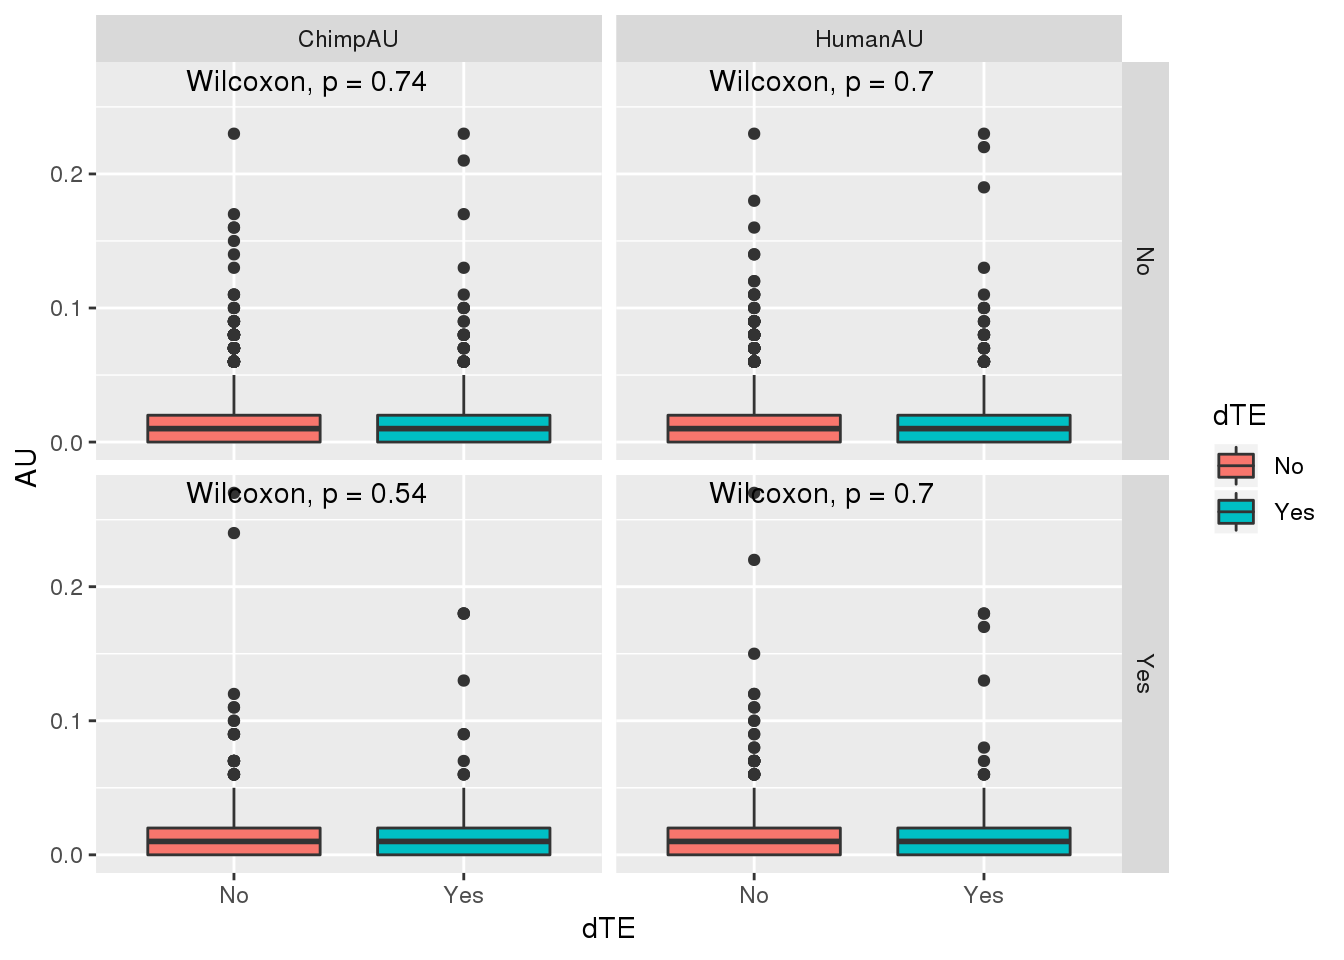 ChimpAU
HumanAU
Wilcoxon, p = 0.74
Wilcoxon, p = 0.7
No
0.2
0.1
0.0
AU
Wilcoxon, p = 0.54
Wilcoxon, p = 0.7
Yes
0.2
0.1
0.0
No
Yes
No
Yes
dTE
dTE
No
Yes